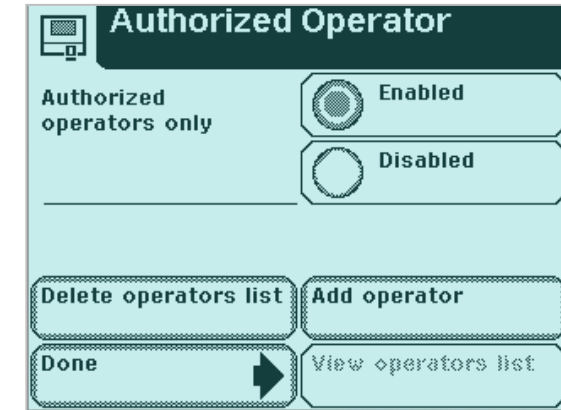 Authorized Operator
Authorized
operators only
Enabled
Disabled
Delete operators list
Add operator
Done
View operators list